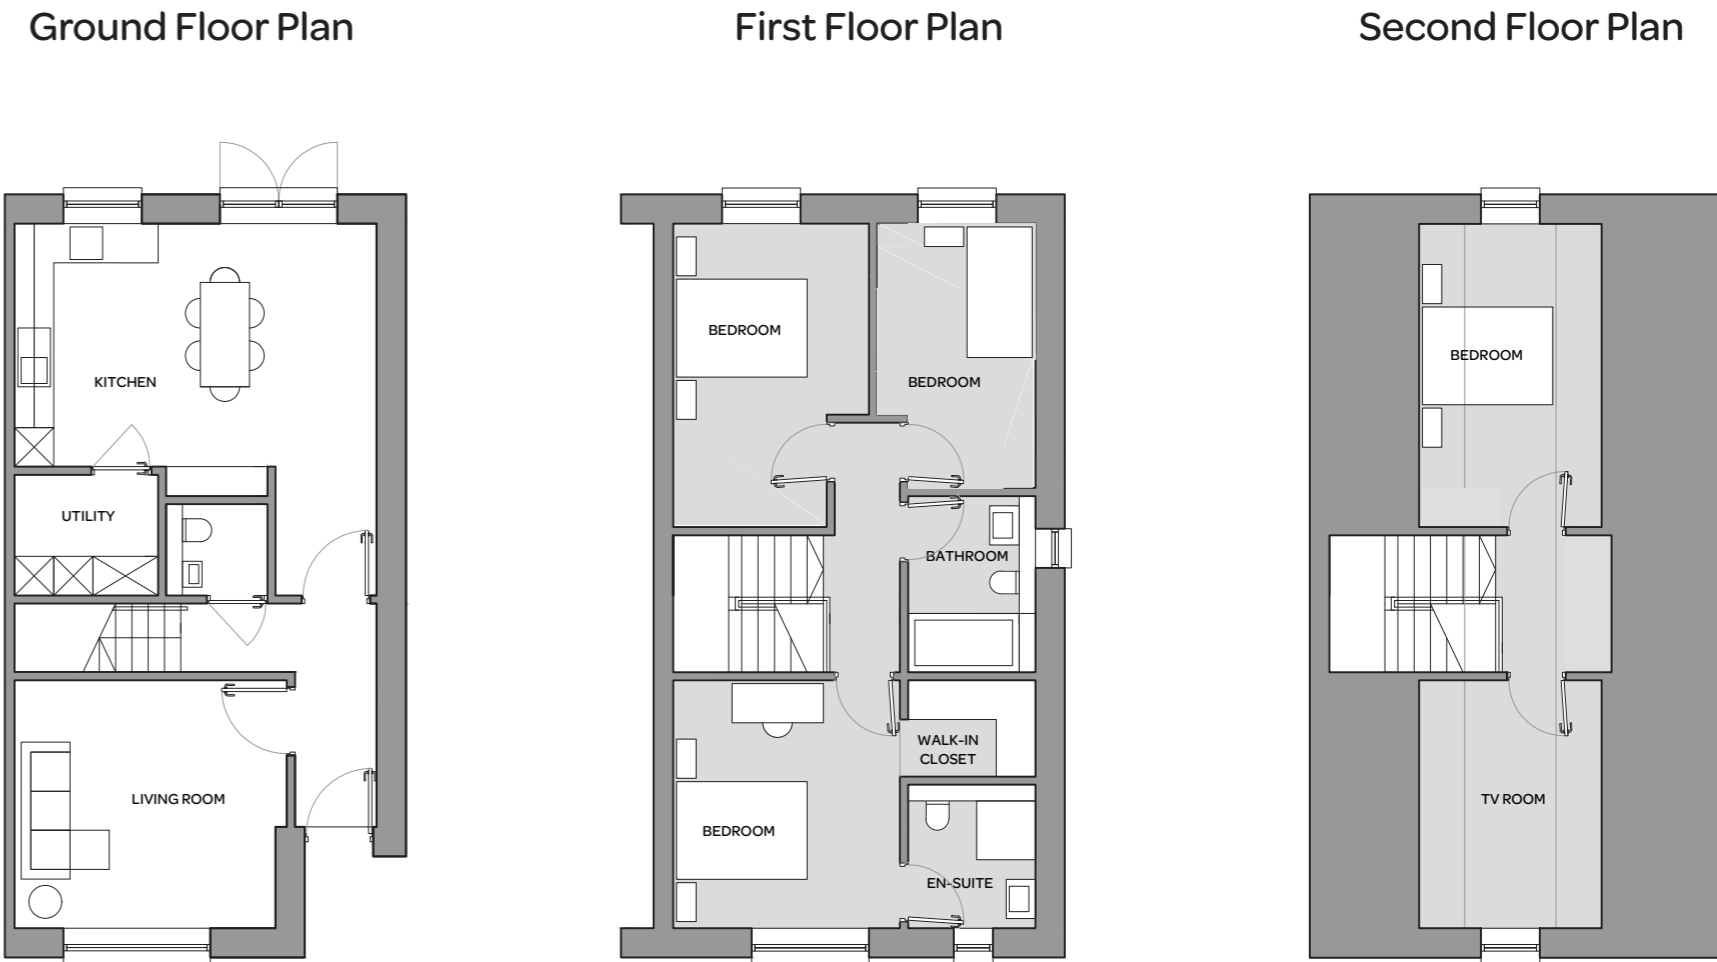 Ground Floor Plan
First Floor Plan
Second Floor Plan
KITCHEN
UTILITY
LIVING ROOM
BEDROOM
BEDROOM
BATHROOM
WALK-IN
CLOSET
BEDROOM
EN-SUITE
BEDROOM
TV ROOM